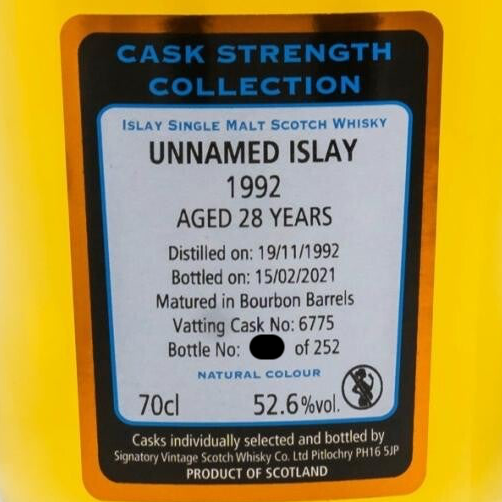 CASK STRENGTH
COLLECTION
ISLAY SINGLE MALT SCOTCH WHISKY
UNNAMED ISLAY
1992
AGED 28 YEARS
Distilled on: 19/11/1992
Bottled on: 15/02/2021
Matured in Bourbon Barrels
Vatting Cask No: 6775
Bottle No: of 252
NATURAL COLOUR
70cl 52.6%vol.
Casks individually selected and bottled by
Signatory Vintage Scotch Whisky Co. Ltd Pitlochry PH16 5JP
PRODUCT OF SCOTLAND